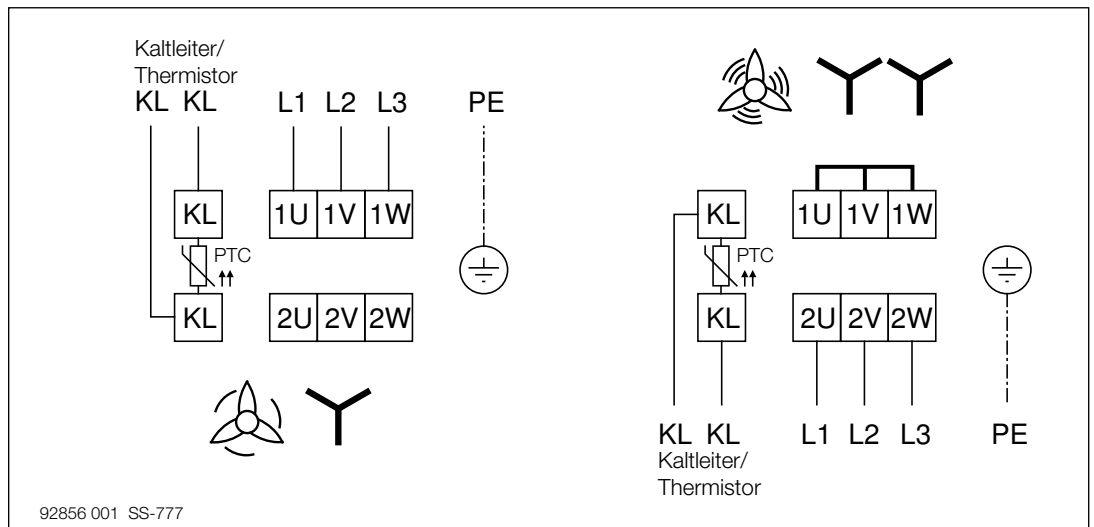 Kaltleiter/
Thermistor
KL KL L1 L2 L3 PE
KL 1U 1V 1W
PTC
KL 2U 2V 2W
KL 1U 1V 1W
PTC
KL 2U 2V 2W
KL KL L1 L2 L3 PE
Kaltleiter/
Thermistor
92856 001 SS-777